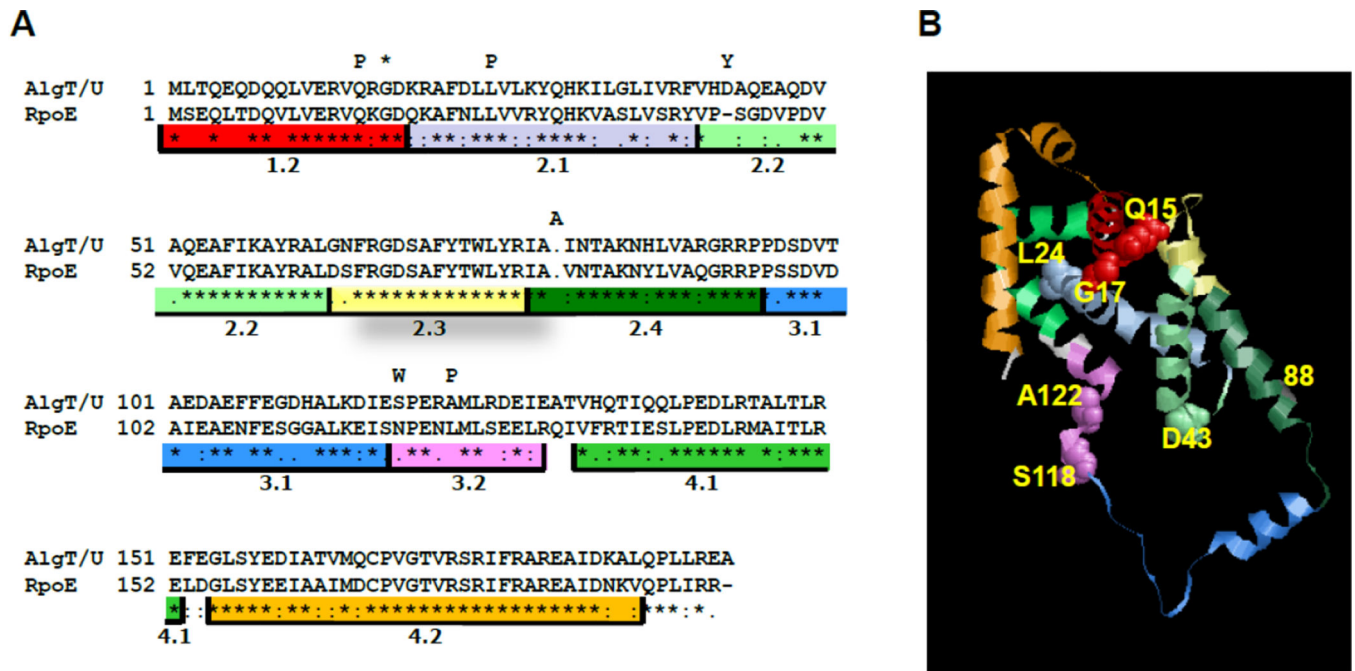 A
P * P Y
AlgT/U 1 MLTQEQDQQLVERVQRGDKRAFDLLVLKYQHKILGLIVRFVHDAQEAQDV
RpoE 1 MSEQLTDQVLVERVQKGDQKAFNLLVVRYQHKVASLVSRYVP-SGDVPDV
* * ** ******:**:.***:***::****: .*: *:* . : :. **
1.2 2.1 2.2
A
AlgT/U 51 AQEAFIKAYRALGNFRGDSAFYTWLYRIA.INTAKNHLVARGRRPPDSDVT
RpoE 52 VQEAFIKAYRALDSFRGDSAFYTWLYRIA.VNTAKNYLVAQGRRPPSSDVD
.***********..*************** :*****:***:*****.***
2.2 2.3 2.4 3.1
W P
AlgT/U 101 AEDAEFFEGDHALKDIESPERAMLRDEIEATVHQTIQQLPEDLRTALTLR
RpoE 102 AIEAENFESGGALKEISNPENLMLSEELRQIVFRTIESLPEDLRMAITLR
* :** **.. ***:*..**. ** :*: *.:**:.****** *:***
3.1 3.2 4.1
AlgT/U 151 EFEGLSYEDIATVMQCPVGTVRSRIFRAREAIDKALQPLLREA
RpoE 152 ELDGLSYEEIAAIMDCPVGTVRSRIFRAREAIDNKVQPLIRR-
*::*****:**::*:******************: :***:*.
4.1 4.2
B
Q15
L24
G17
88
A122
D43
S118